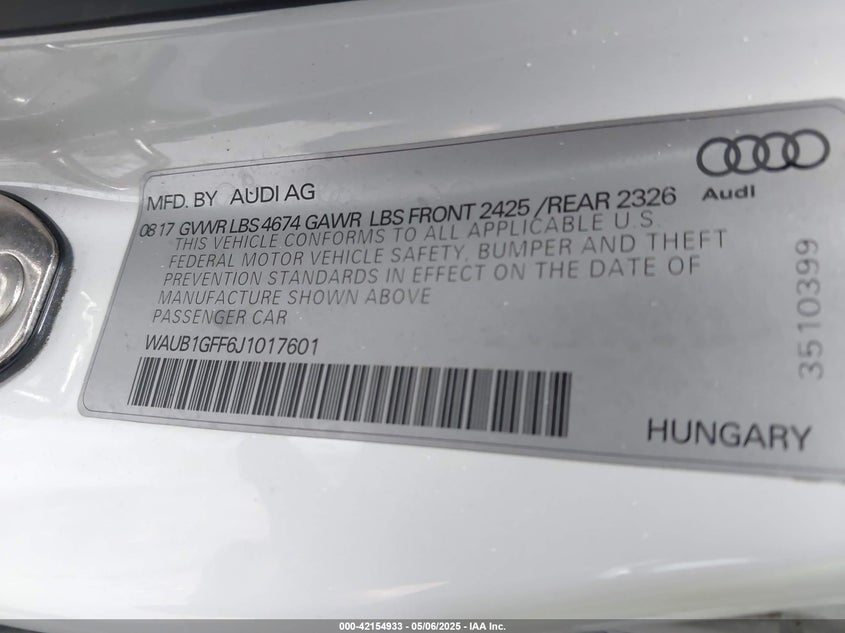 Audi
MFD. BY AUDI AG
08 17 GVWR LBS 4674 GAWR LBS FRONT 2425 /REAR 2326
THIS VEHICLE CONFORMS TO ALL APPLICABLE U.S.
FEDERAL MOTOR VEHICLE SAFETY, BUMPER AND THEFT
PREVENTION STANDARDS IN EFFECT ON THE DATE OF
MANUFACTURE SHOWN ABOVE
PASSENGER CAR
WAUB1GFF6J1017601
3510399
HUNGARY
000-42154933 - 05/06/2025 - IAA Inc.